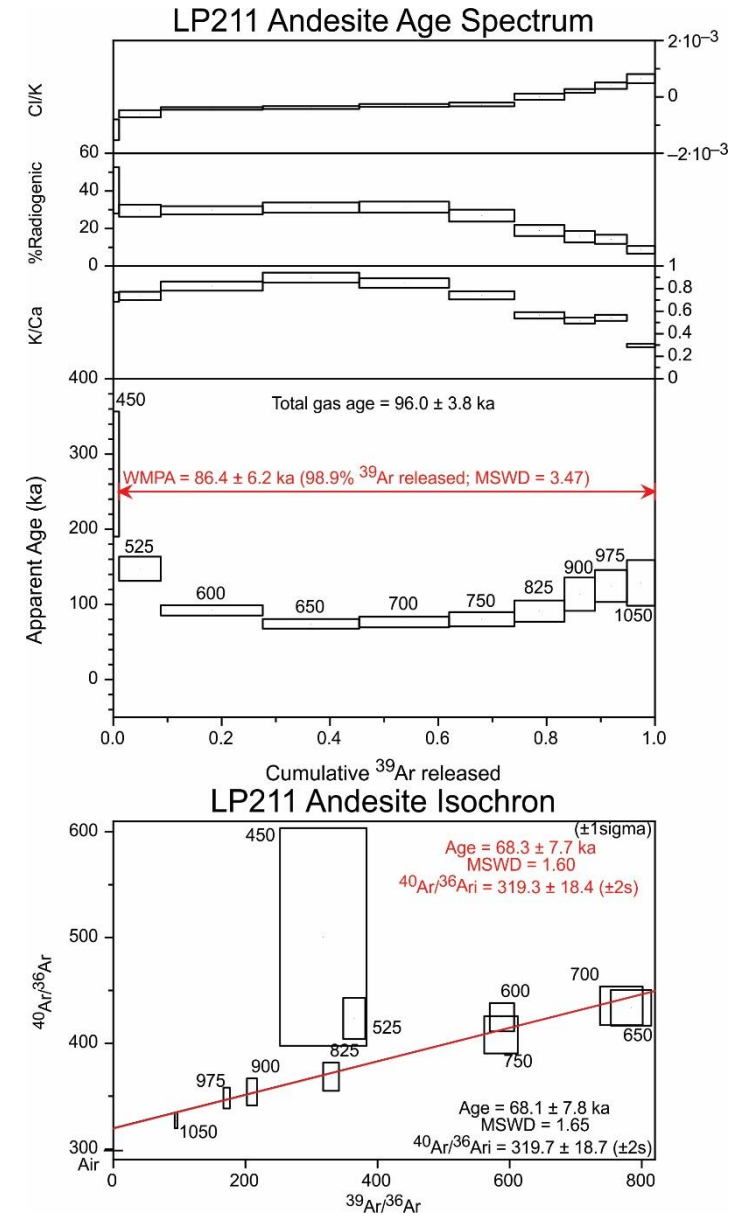 LP211 Andesite Age Spectrum
Cl/K
2·10⁻³
0
−2·10⁻³
%Radiogenic
60
40
20
0
K/Ca
1
0.8
0.6
0.4
0.2
0
Apparent Age (ka)
400
300
200
100
0
450
Total gas age = 96.0 ± 3.8 ka
WMPA = 86.4 ± 6.2 ka (98.9% ³⁹Ar released; MSWD = 3.47)
525
600
650
700
750
825
900
975
1050
0.0 0.2 0.4 0.6 0.8 1.0
Cumulative ³⁹Ar released
LP211 Andesite Isochron
(±1sigma)
Age = 68.3 ± 7.7 ka
MSWD = 1.60
⁴⁰Ar/³⁶Ari = 319.3 ± 18.4 (±2s)
⁴⁰Ar/³⁶Ar
600
500
400
300
Air
450
525
825
900
975
1050
600
750
700
650
Age = 68.1 ± 7.8 ka
MSWD = 1.65
⁴⁰Ar/³⁶Ari = 319.7 ± 18.7 (±2s)
0 200 400 600 800
³⁹Ar/³⁶Ar